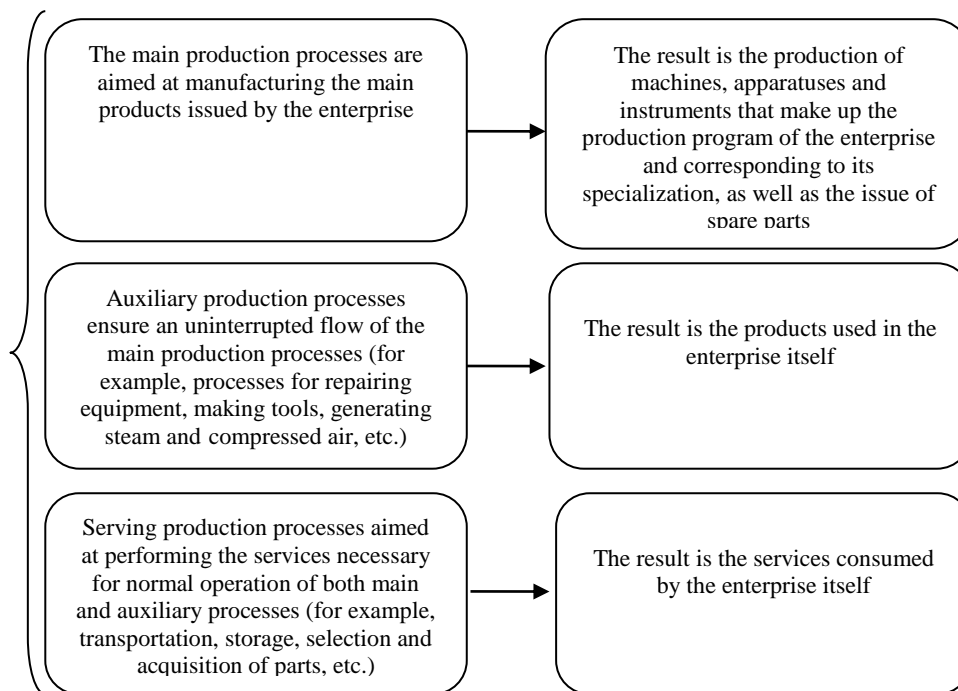 The main production processes are
aimed at manufacturing the main
products issued by the enterprise
The result is the production of
machines, apparatuses and
instruments that make up the
production program of the enterprise
and corresponding to its
specialization, as well as the issue of
spare parts
Auxiliary production processes
ensure an uninterrupted flow of the
main production processes (for
example, processes for repairing
equipment, making tools, generating
steam and compressed air, etc.)
The result is the products used in the
enterprise itself
Serving production processes aimed
at performing the services necessary
for normal operation of both main
and auxiliary processes (for example,
transportation, storage, selection and
acquisition of parts, etc.)
The result is the services consumed
by the enterprise itself